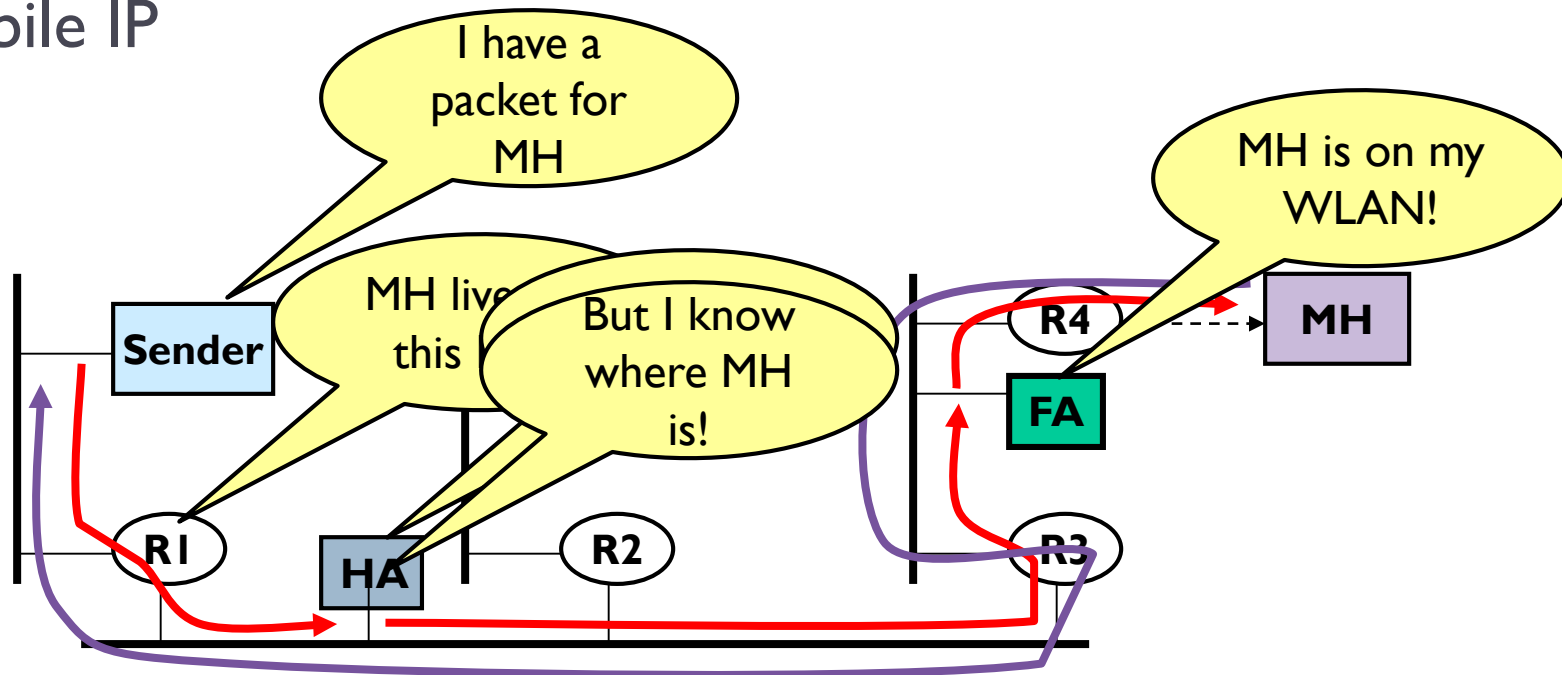 bile IP
I have a
packet for
MH
MH is on my
WLAN!
MH live
this
But I know
where MH
is!
Sender
R4
MH
FA
R1
HA
R2
R3